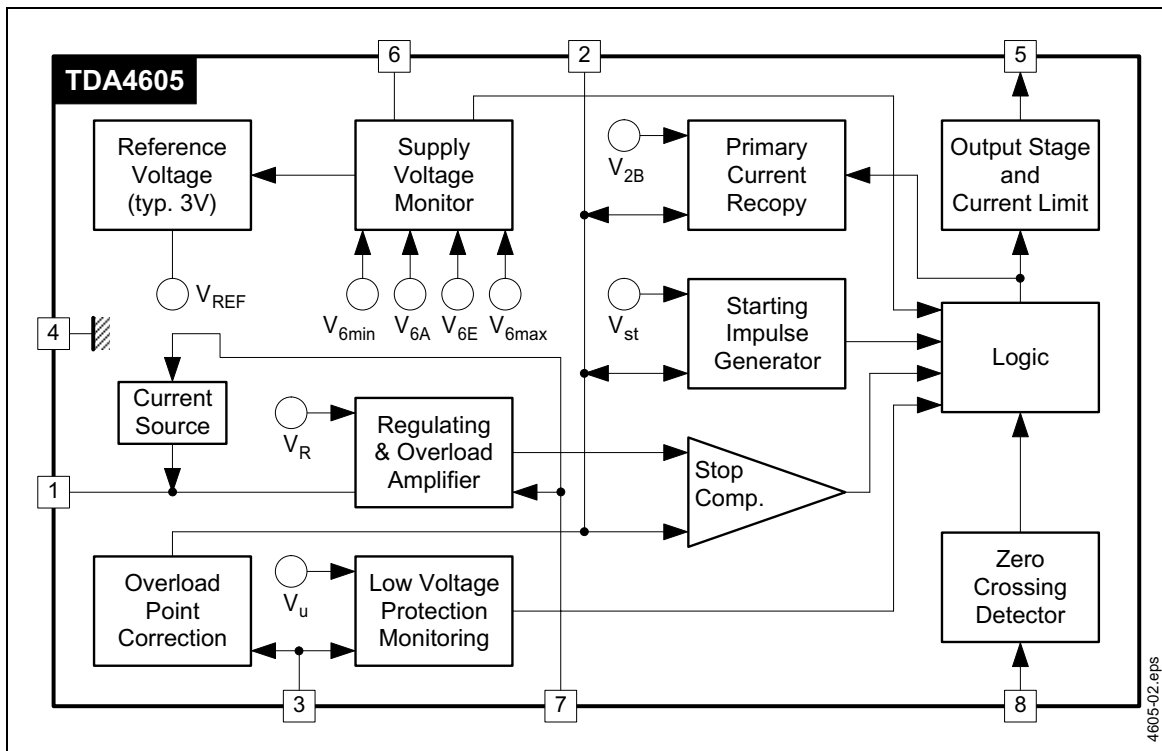 6
2
5
TDA4605
Reference
Voltage
(typ. 3V)
Supply
Voltage
Monitor
V2B
Primary
Current
Recopy
Output Stage
and
Current Limit
VREF
V6min
V6A
V6E
V6max
Vst
Starting
Impulse
Generator
Logic
4
Current
Source
VR
Regulating
& Overload
Amplifier
Stop
Comp.
1
Overload
Point
Correction
Vu
Low Voltage
Protection
Monitoring
Zero
Crossing
Detector
3
7
8
4605-02.eps